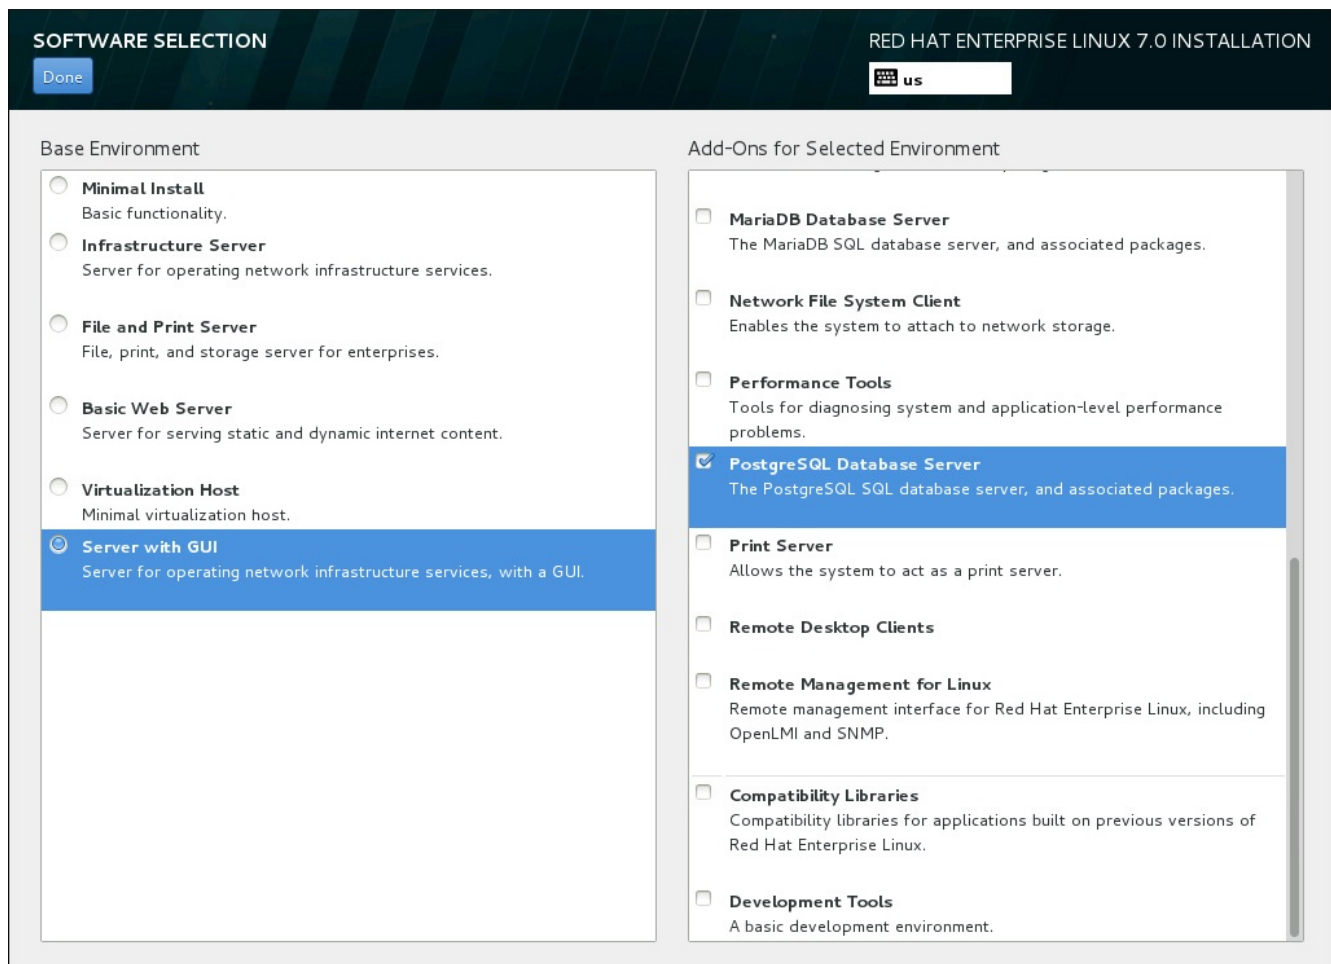 SOFTWARE SELECTION
RED HAT ENTERPRISE LINUX 7.0 INSTALLATION
Done
us
Base Environment
Minimal Install
Basic functionality.
Infrastructure Server
Server for operating network infrastructure services.
File and Print Server
File, print, and storage server for enterprises.
Basic Web Server
Server for serving static and dynamic internet content.
Virtualization Host
Minimal virtualization host.
Server with GUI
Server for operating network infrastructure services, with a GUI.
Add-Ons for Selected Environment
MariaDB Database Server
The MariaDB SQL database server, and associated packages.
Network File System Client
Enables the system to attach to network storage.
Performance Tools
Tools for diagnosing system and application-level performance
problems.
PostgreSQL Database Server
The PostgreSQL SQL database server, and associated packages.
Print Server
Allows the system to act as a print server.
Remote Desktop Clients
Remote Management for Linux
Remote management interface for Red Hat Enterprise Linux, including
OpenLMI and SNMP.
Compatibility Libraries
Compatibility libraries for applications built on previous versions of
Red Hat Enterprise Linux.
Development Tools
A basic development environment.